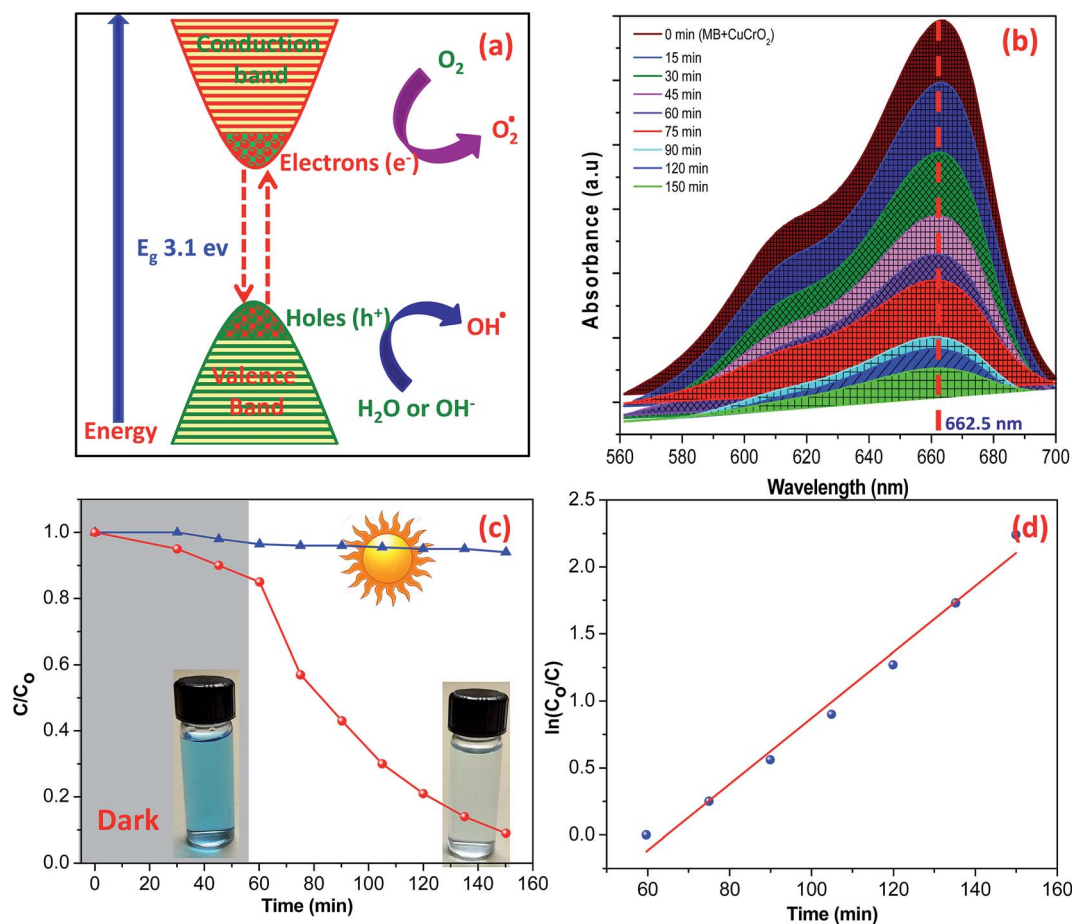 (a)
Conduction
band
O₂
O₂•
Electrons (e⁻)
E_g 3.1 ev
Holes (h⁺)
OH•
Valence
Band
H₂O or OH⁻
Energy
(b)
0 min (MB+CuCrO₂)
15 min
30 min
45 min
60 min
75 min
90 min
120 min
150 min
Absorbance (a.u)
662.5 nm
560 580 600 620 640 660 680 700
Wavelength (nm)
(c)
C/C₀
1.0
0.8
0.6
0.4
0.2
0.0
Dark
0 20 40 60 80 100 120 140 160
Time (min)
(d)
ln(C₀/C)
2.5
2.0
1.5
1.0
0.5
0.0
60 80 100 120 140 160
Time (min)